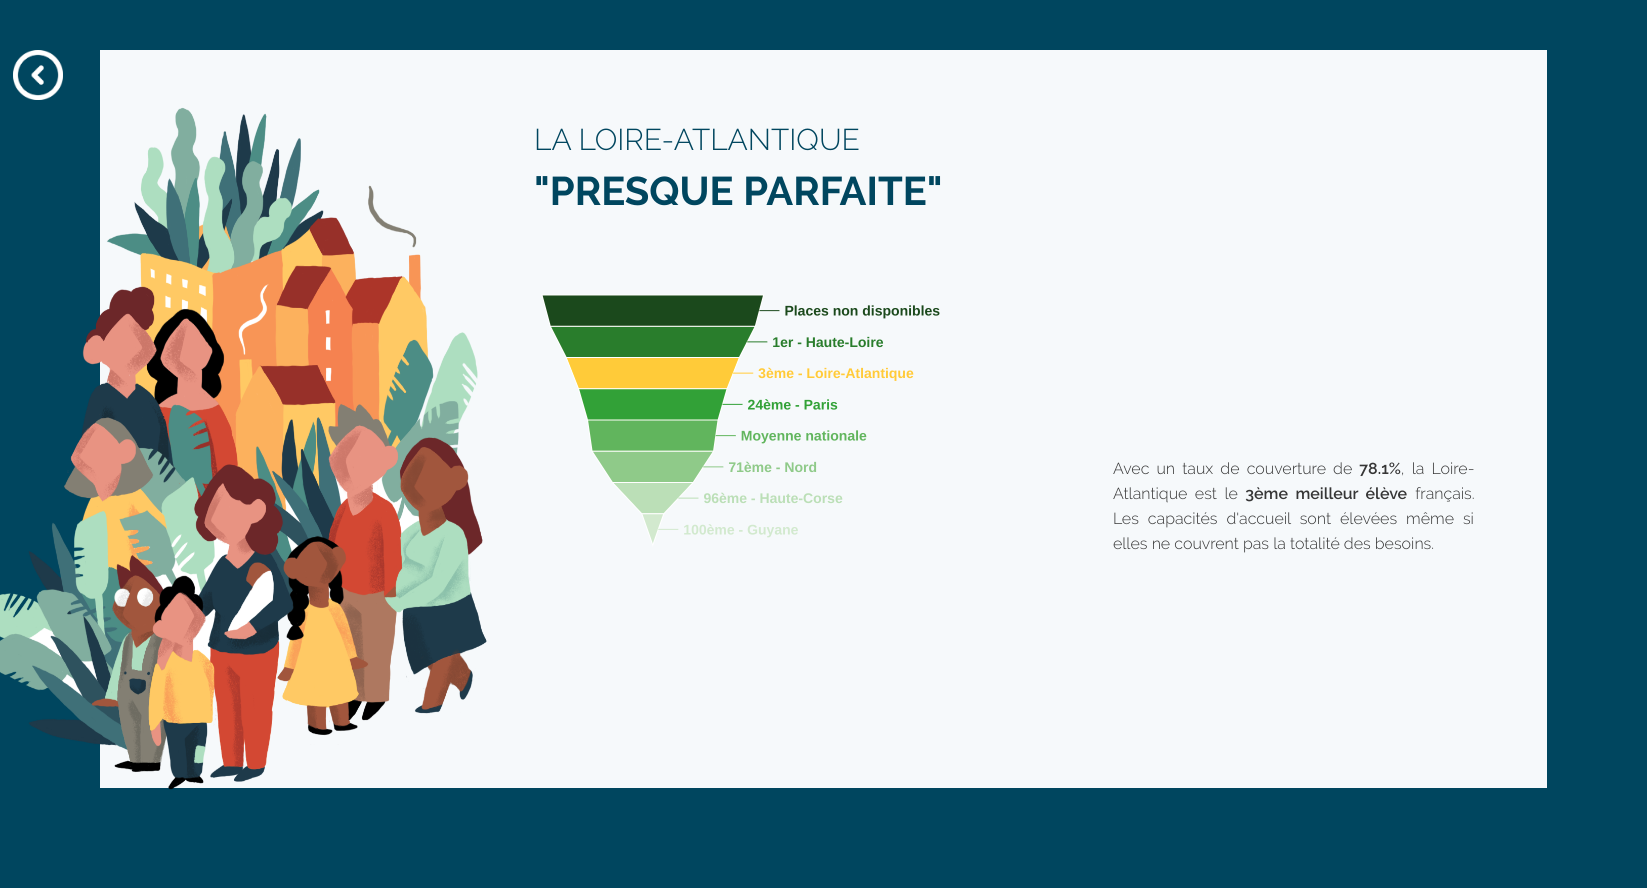 LA LOIRE-ATLANTIQUE
"PRESQUE PARFAITE"
Places non disponibles
1er - Haute-Loire
3ème - Loire-Atlantique
24ème - Paris
Moyenne nationale
71ème - Nord
96ème - Haute-Corse
100ème - Guyane
Avec un taux de couverture de 78.1%, la Loire-
Atlantique est le 3ème meilleur élève français.
Les capacités d'accueil sont élevées même si
elles ne couvrent pas la totalité des besoins.